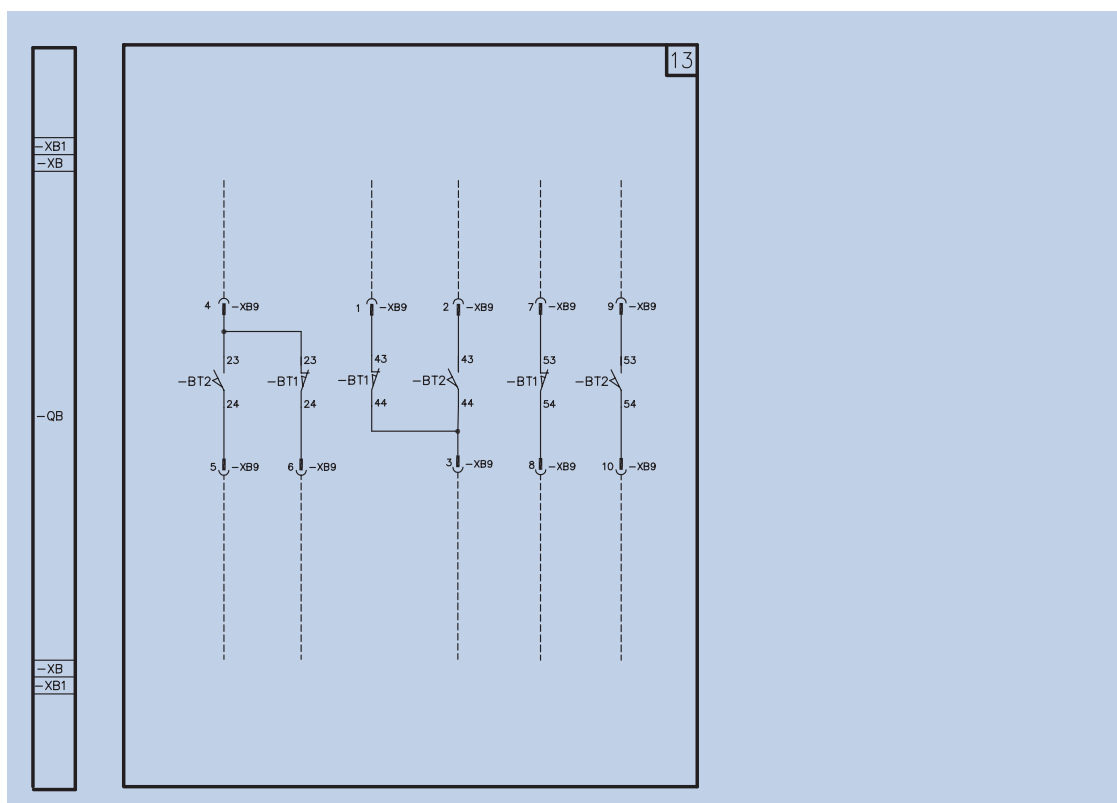 13
-XB1
-XB
4 -XB9
1 -XB9
2 -XB9
7 -XB9
9 -XB9
23
23
43
43
53
53
-BT2
-BT1
-BT1
-BT2
-BT1
-BT2
24
24
44
44
54
54
-QB
5 -XB9
6 -XB9
3 -XB9
8 -XB9
10 -XB9
-XB
-XB1